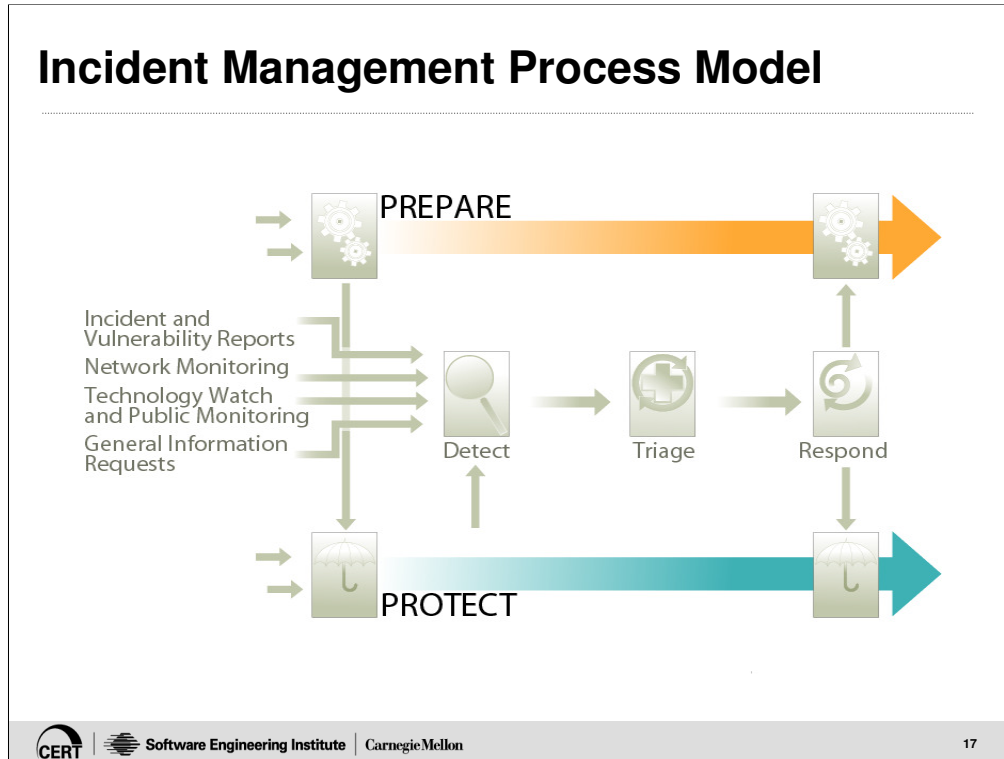 Incident Management Process Model
PREPARE
Incident and
Vulnerability Reports
Network Monitoring
Technology Watch
and Public Monitoring
General Information
Requests
Detect
Triage
Respond
PROTECT
CERT
Software Engineering Institute
Carnegie Mellon
17